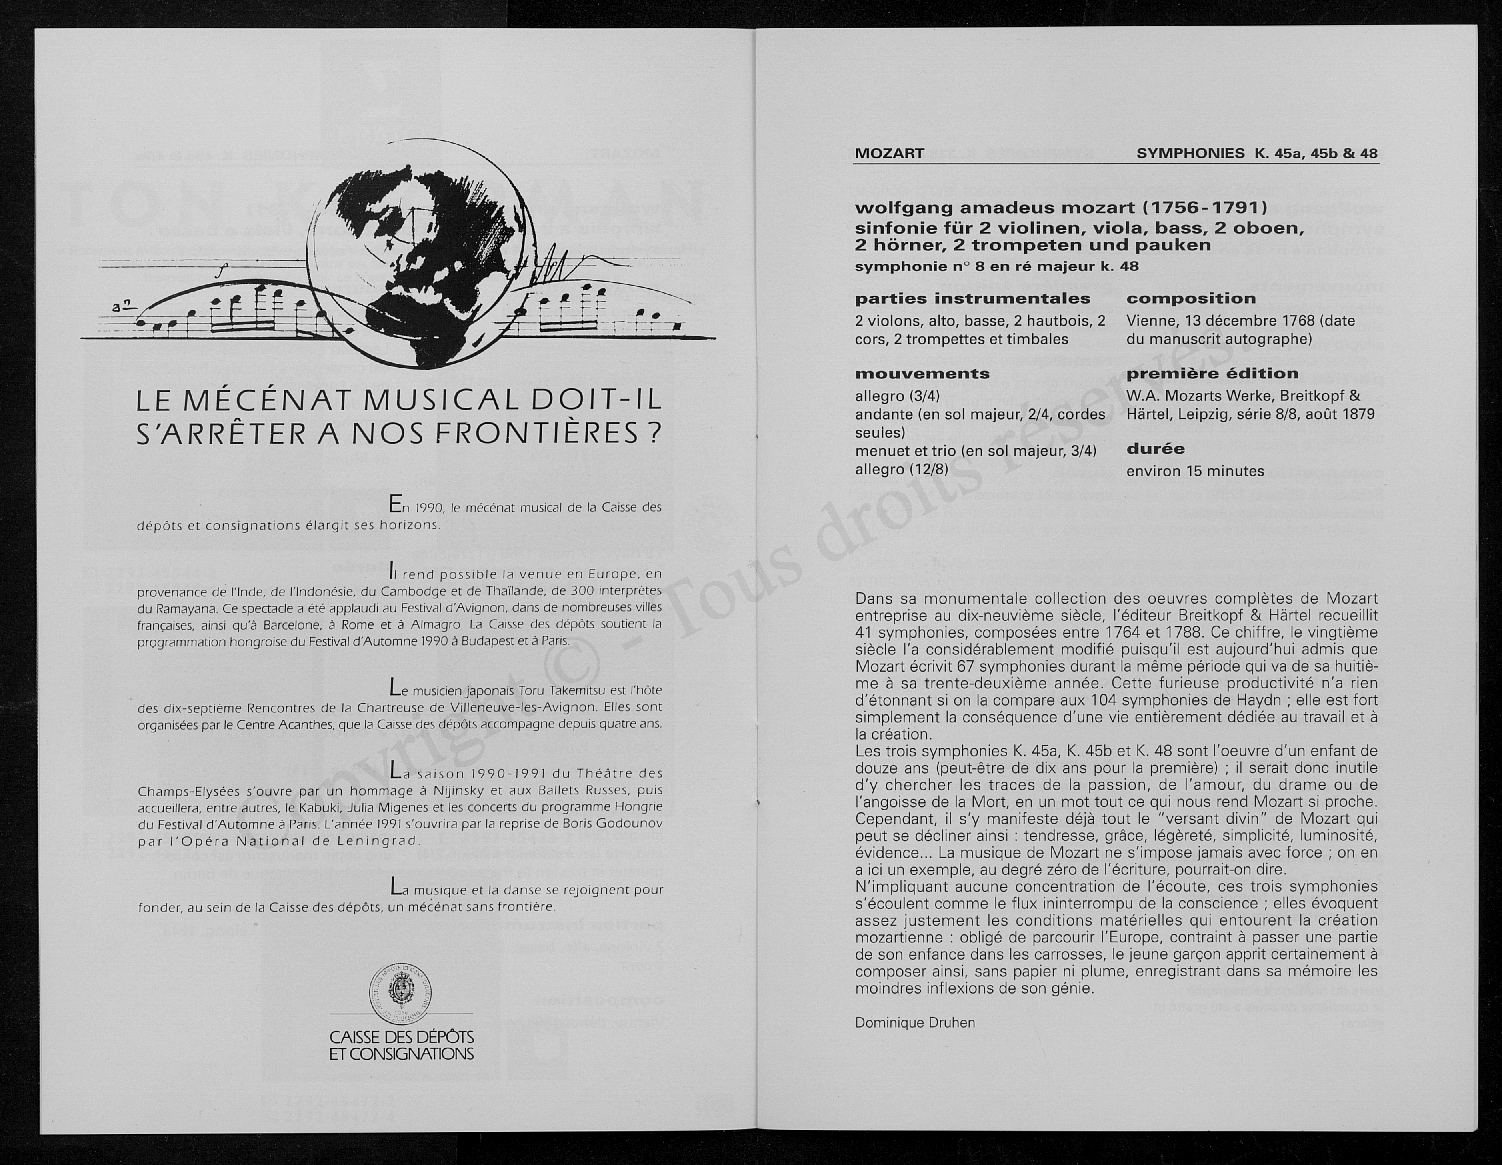 LE MÉCÉNAT MUSICAL DOIT-IL
S'ARRÊTER A NOS FRONTIÈRES ?
En 1990, le mécénat musical de la Caisse des
dépôts et consignations élargit ses horizons.
Il rend possible la venue en Europe, en
provenance de l'Inde, de l'Indonésie, du Cambodge et de Thaïlande, de 300 interprètes
du Ramayana. Ce spectacle a été applaudi au Festival d'Avignon, dans de nombreuses villes
françaises, ainsi qu'à Barcelone, à Rome et à Almagro. La Caisse des dépôts soutient la
programmation hongroise du Festival d'Automne 1990 à Budapest et à Paris.
Le musicien japonais Toru Takemitsu est l'hôte
des dix-septième Rencontres de la Chartreuse de Villeneuve-les-Avignon. Elles sont
organisées par le Centre Acanthes, que la Caisse des dépôts accompagne depuis quatre ans.
La saison 1990-1991 du Théâtre des
Champs-Elysées s'ouvre par un hommage à Nijinsky et aux Ballets Russes, puis
accueillera, entre autres, le Kabuki, Julia Migenes et les concerts du programme Hongrie
du Festival d'Automne à Paris. L'année 1991 s'ouvrira par la reprise de Boris Godounov
par l'Opéra National de Leningrad.
La musique et la danse se rejoignent pour
fonder, au sein de la Caisse des dépôts, un mécénat sans frontière.
CAISSE DES DÉPÔTS
ET CONSIGNATIONS
MOZART SYMPHONIES K. 45a, 45b & 48
wolfgang amadeus mozart (1756-1791)
sinfonie für 2 violinen, viola, bass, 2 oboen,
2 hörner, 2 trompeten und pauken
symphonie n° 8 en ré majeur k. 48
parties instrumentales
2 violons, alto, basse, 2 hautbois, 2
cors, 2 trompettes et timbales
mouvements
allegro (3/4)
andante (en sol majeur, 2/4, cordes
seules)
menuet et trio (en sol majeur, 3/4)
allegro (12/8)
composition
Vienne, 13 décembre 1768 (date
du manuscrit autographe)
première édition
W.A. Mozarts Werke, Breitkopf &
Härtel, Leipzig, série 8/8, août 1879
durée
environ 15 minutes
Dans sa monumentale collection des oeuvres complètes de Mozart
entreprise au dix-neuvième siècle, l'éditeur Breitkopf & Härtel recueillit
41 symphonies, composées entre 1764 et 1788. Ce chiffre, le vingtième
siècle l'a considérablement modifié puisqu'il est aujourd'hui admis que
Mozart écrivit 67 symphonies durant la même période qui va de sa huitiè-
me à sa trente-deuxième année. Cette furieuse productivité n'a rien
d'étonnant si on la compare aux 104 symphonies de Haydn ; elle est fort
simplement la conséquence d'une vie entièrement dédiée au travail et à
la création.
Les trois symphonies K. 45a, K. 45b et K. 48 sont l'oeuvre d'un enfant de
douze ans (peut-être de dix ans pour la première) ; il serait donc inutile
d'y chercher les traces de la passion, de l'amour, du drame ou de
l'angoisse de la Mort, en un mot tout ce qui nous rend Mozart si proche.
Cependant, il s'y manifeste déjà tout le "versant divin" de Mozart qui
peut se décliner ainsi : tendresse, grâce, légèreté, simplicité, luminosité,
évidence... La musique de Mozart ne s'impose jamais avec force ; on en
a ici un exemple, au degré zéro de l'écriture, pourrait-on dire.
N'impliquant aucune concentration de l'écoute, ces trois symphonies
s'écoulent comme le flux ininterrompu de la conscience ; elles évoquent
assez justement les conditions matérielles qui entourent la création
mozartienne : obligé de parcourir l'Europe, contraint à passer une partie
de son enfance dans les carrosses, le jeune garçon apprit certainement à
composer ainsi, sans papier ni plume, enregistrant dans sa mémoire les
moindres inflexions de son génie.
Dominique Druhen
Copyright © - Tous droits réservés.